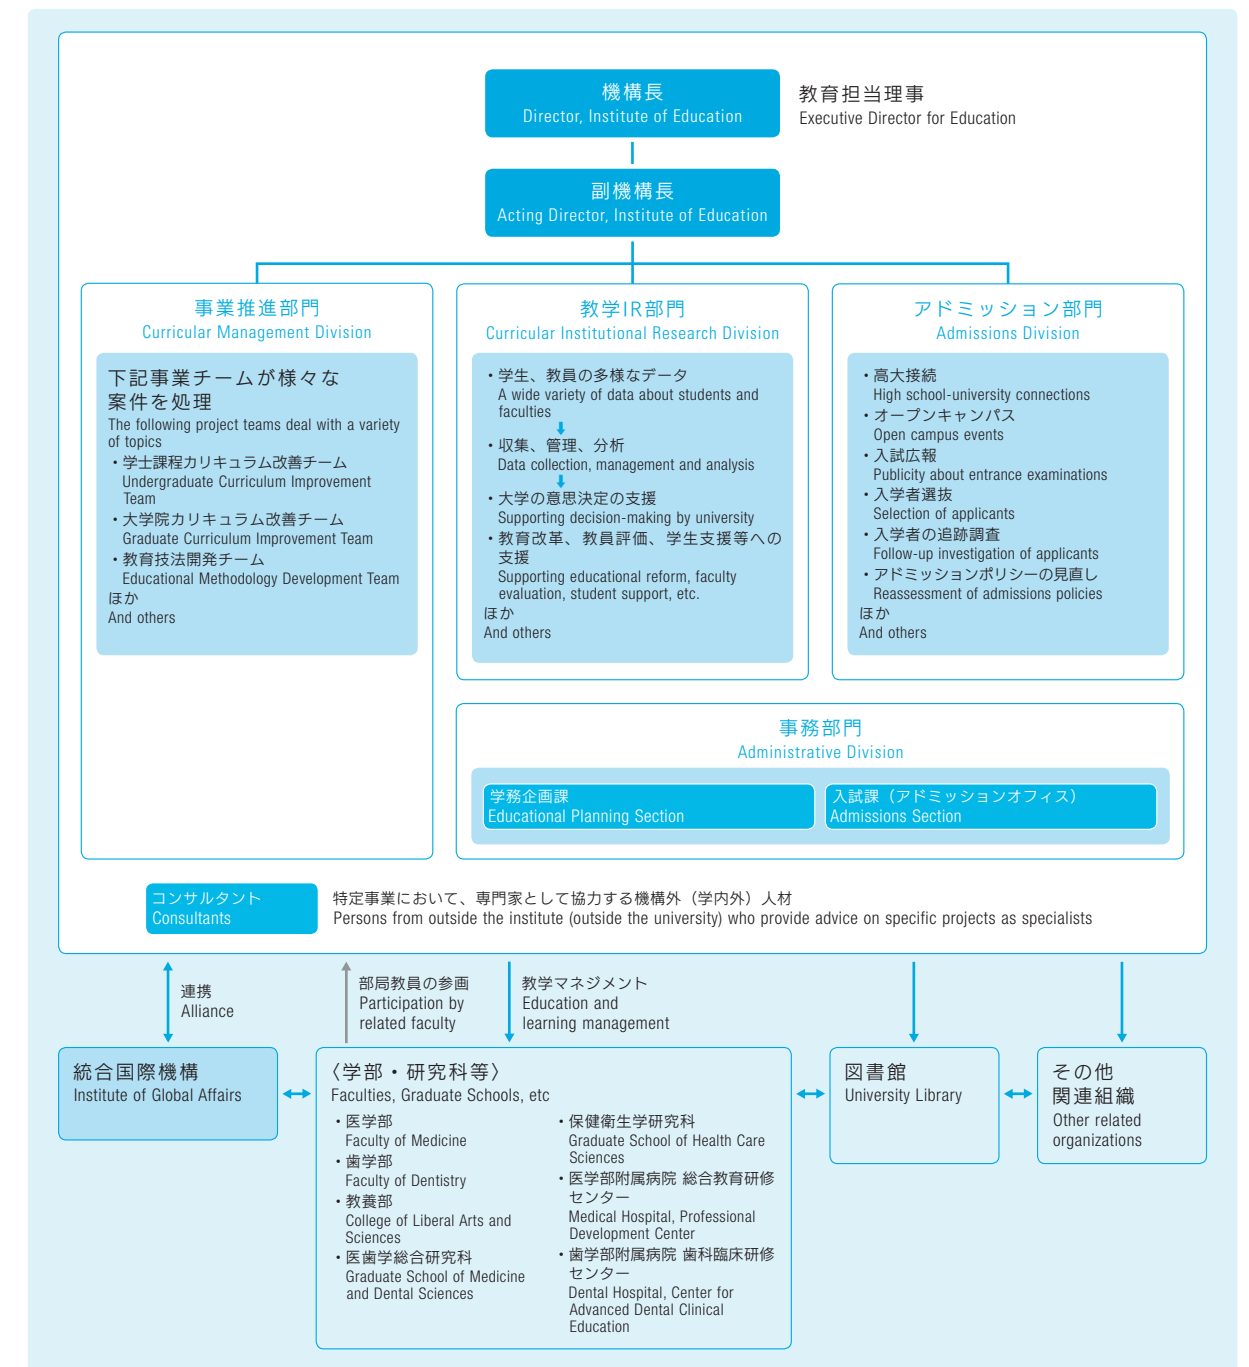 機構長
Director, Institute of Education
教育担当理事
Executive Director for Education
副機構長
Acting Director, Institute of Education
事業推進部門
Curricular Management Division
下記事業チームが様々な
案件を処理
The following project teams deal with a variety
of topics
・学士課程カリキュラム改善チーム
Undergraduate Curriculum Improvement
Team
・大学院カリキュラム改善チーム
Graduate Curriculum Improvement Team
・教育技法開発チーム
Educational Methodology Development Team
ほか
And others
教学IR部門
Curricular Institutional Research Division
・学生、教員の多様なデータ
A wide variety of data about students and
faculties
・収集、管理、分析
Data collection, management and analysis
・大学の意思決定の支援
Supporting decision-making by university
・教育改革、教員評価、学生支援等への
支援
Supporting educational reform, faculty
evaluation, student support, etc.
ほか
And others
アドミッション部門
Admissions Division
・高大接続
High school-university connections
・オープンキャンパス
Open campus events
・入試広報
Publicity about entrance examinations
・入学者選抜
Selection of applicants
・入学者の追跡調査
Follow-up investigation of applicants
・アドミッションポリシーの見直し
Reassessment of admissions policies
ほか
And others
事務部門
Administrative Division
学務企画課
Educational Planning Section
入試課（アドミッションオフィス）
Admissions Section
コンサルタント
Consultants
特定事業において、専門家として協力する機構外（学内外）人材
Persons from outside the institute (outside the university) who provide advice on specific projects as specialists
連携
Alliance
部局教員の参画
Participation by
related faculty
教学マネジメント
Education and
learning management
統合国際機構
Institute of Global Affairs
〈学部・研究科等〉
Faculties, Graduate Schools, etc
・医学部
Faculty of Medicine
・歯学部
Faculty of Dentistry
・教養部
College of Liberal Arts and
Sciences
・医歯学総合研究科
Graduate School of Medicine
and Dental Sciences
・保健衛生学研究科
Graduate School of Health Care
Sciences
・医学部附属病院 総合教育研修
センター
Medical Hospital, Professional
Development Center
・歯学部附属病院 歯科臨床研修
センター
Dental Hospital, Center for
Advanced Dental Clinical
Education
図書館
University Library
その他
関連組織
Other related
organizations